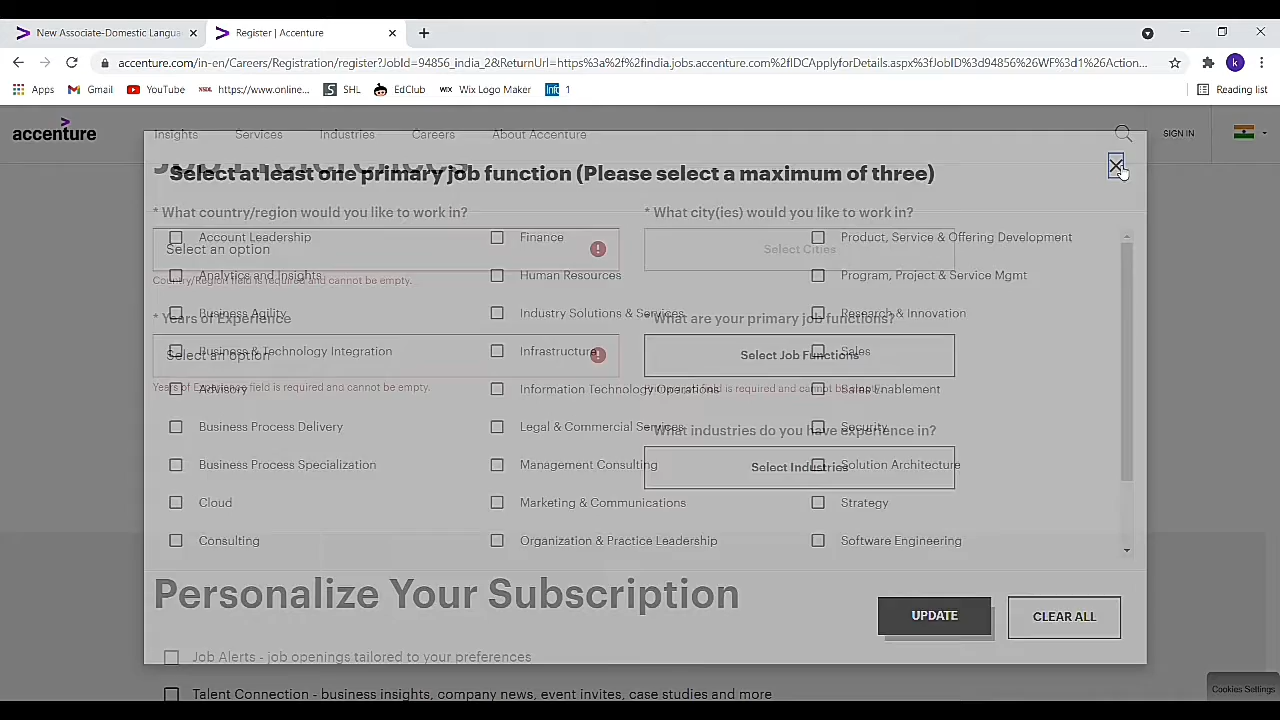 New Associate-Domestic Langua
Register | Accenture
accenture.com/in-en/Careers/Registration/register?JobId=94856_india_2&ReturnUrl=https%3a%2f%2findia.jobs.accenture.com%2fIDCApplyforDetails.aspx%3fJobID%3d94856%26WF%3d1%26Action...
k
Apps
Gmail
YouTube
https://www.online...
SHL
EdClub
WIX
Wix Logo Maker
Info
1
Reading list
accenture
Insights
Services
Industries
Careers
About Accenture
SIGN IN
Select at least one primary job function (Please select a maximum of three)
* What country/region would you like to work in?
* What city(ies) would you like to work in?
Account Leadership
Finance
Product, Service & Offering Development
Select an option
Select Cities
Analytics and Insights
Human Resources
Program, Project & Service Mgmt
Country/Region field is required and cannot be empty.
Business Agility
Industry Solutions & Services
Research & Innovation
* Years of Experience
* What are your primary job functions?
Business & Technology Integration
Infrastructure
Sales
Select an option
Select Job Functions
Advisory
Information Technology Operations
Sales Enablement
Years of Experience field is required and cannot be empty.
field is required and cannot be empty.
Business Process Delivery
Legal & Commercial Services
Security
What industries do you have experience in?
Business Process Specialization
Management Consulting
Solution Architecture
Select Industries
Cloud
Marketing & Communications
Strategy
Consulting
Organization & Practice Leadership
Software Engineering
Personalize Your Subscription
UPDATE
CLEAR ALL
Job Alerts - job openings tailored to your preferences
Talent Connection - business insights, company news, event invites, case studies and more
Cookies Settings